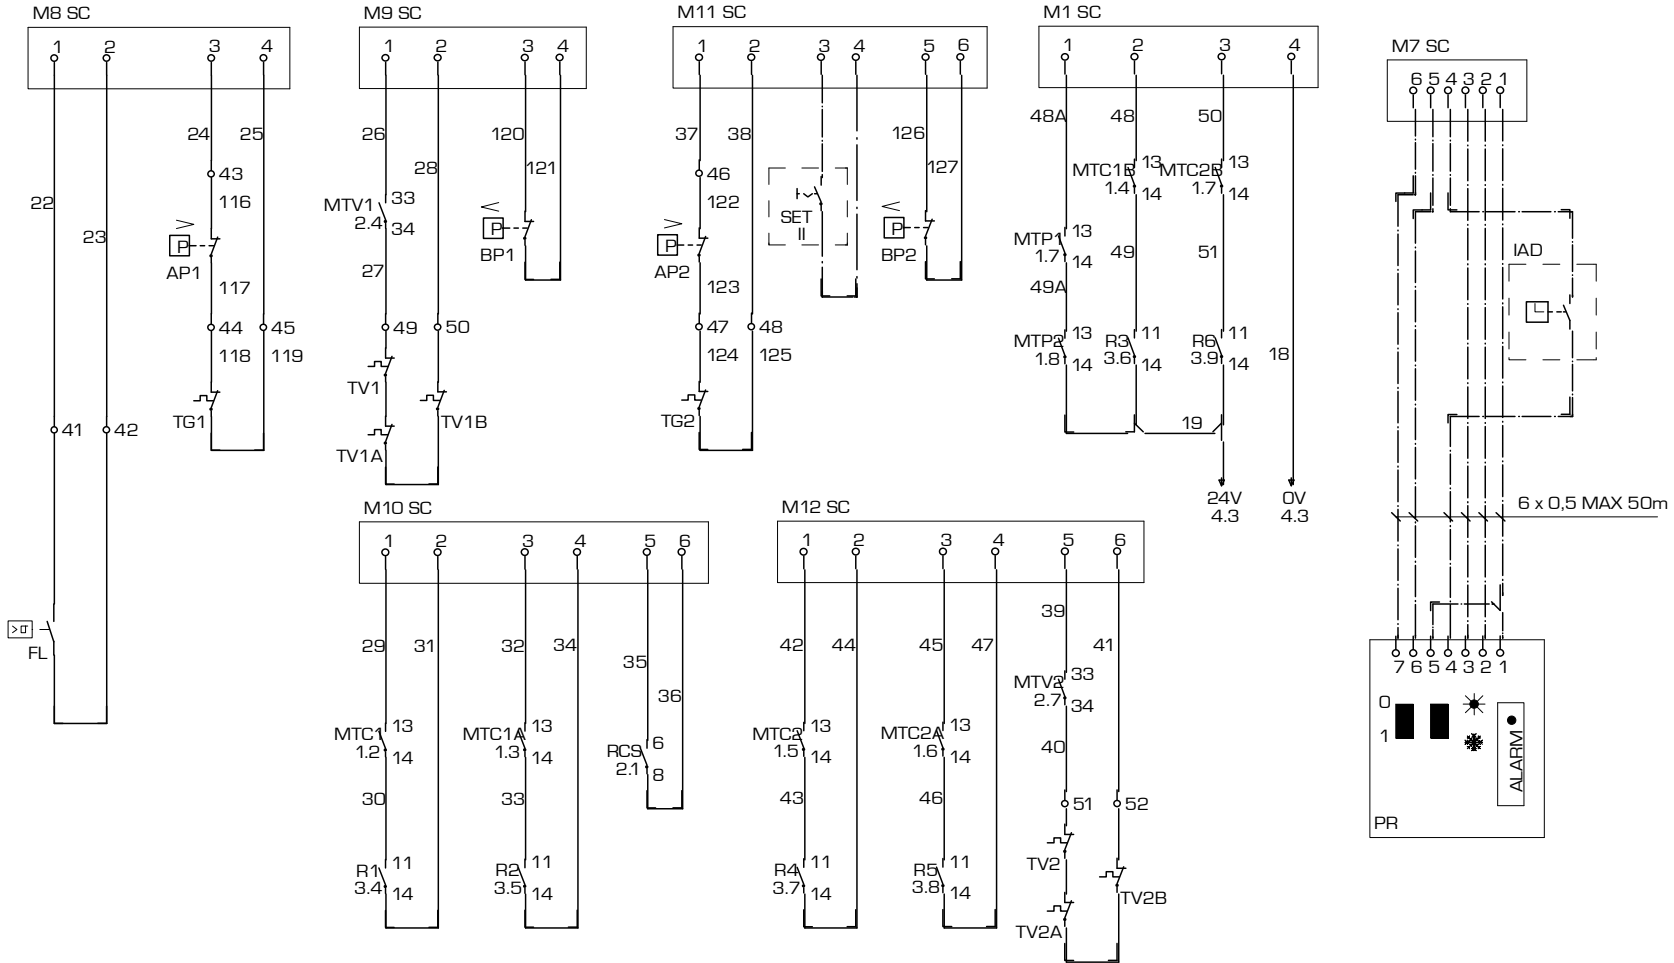 M8 SC M9 SC M11 SC M1 SC
M7 SC
1 2 3 4 1 2 3 4 1 2 3 4 5 6 1 2 3 4
6 5 4 3 2 1
48A 48 50
24 25 26 120 37 38 126
28 121 127
43 46
MTC1B 13 MTC2B 13
1.4 14 1.7 14
22 116 MTV1 33 122
2.4 34
SET
II
23 > < > <
P P P P
AP1 BP1 AP2 BP2
MTP1 13
1.7 14
49 51
IAD
27 117 123 49A
44 45 49 50 47 48
MTP2 13 R3 11 R6 11
1.8 14 3.6 14 3.9 14
18
118 119 124 125
TV1
TG1 TV1B TG2
41 42 19
TV1A
24V 0V
4.3 4.3
6 x 0,5 MAX 50m
M10 SC M12 SC
1 2 3 4 5 6 1 2 3 4 5 6
39
>σ
FL
29 31 32 34 42 44 45 47 41
35
36
MTV2 33
2.7 34
7 6 5 4 3 2 1
0
1
ALARM
PR
MTC1 13 MTC1A 13 RCS 6 MTC2 13 MTC2A 13
1.2 14 1.3 14 2.1 8 1.5 14 1.6 14
40
30 33 43 46
51 52
R1 11 R2 11 R4 11 R5 11
3.4 14 3.5 14 3.7 14 3.8 14
TV2
TV2B
TV2A